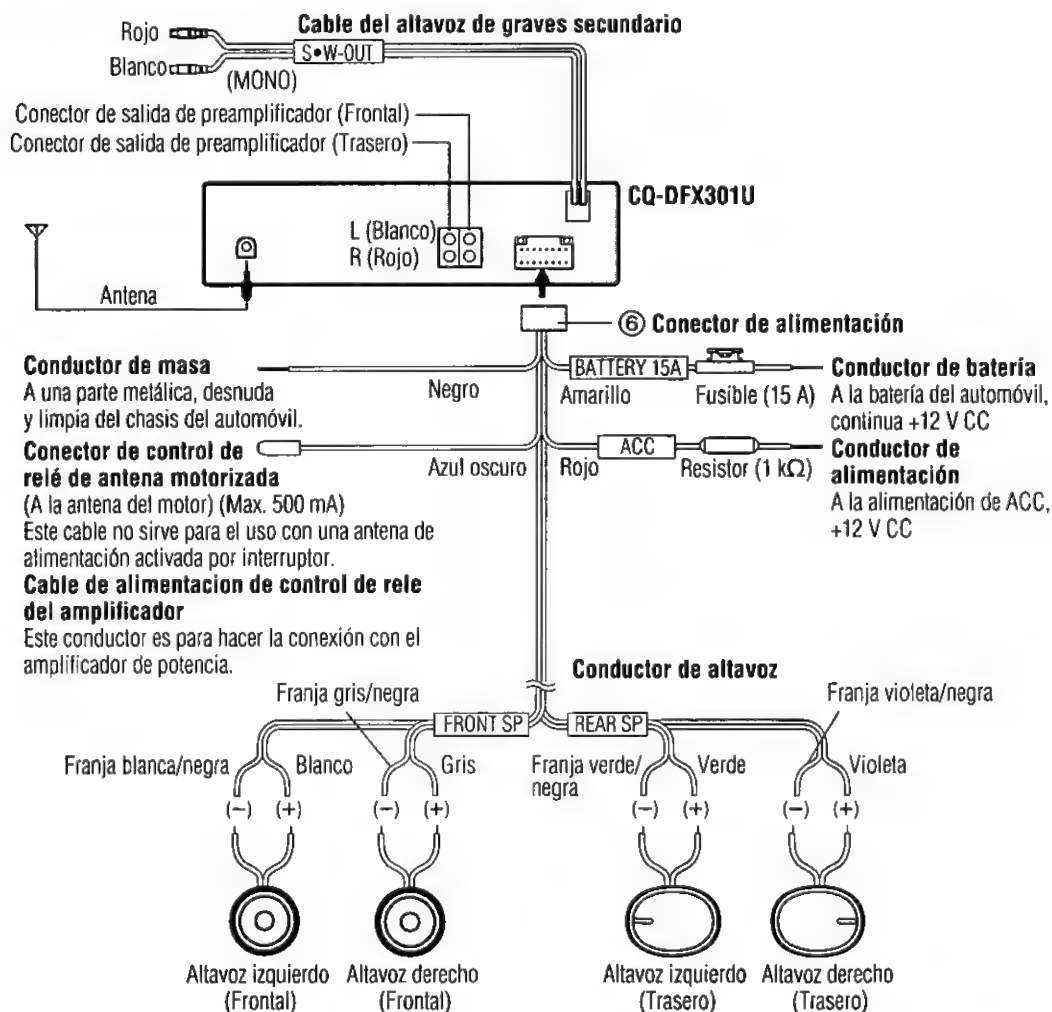 Cable del altavoz de graves secundario
Rojo
S•W-OUT
Blanco
(MONO)
Conector de salida de preamplificador (Frontal)
Conector de salida de preamplificador (Trasero)
CQ-DFX301U
L (Blanco)
R (Rojo)
Antena
⑥ Conector de alimentación
Conductor de masa
A una parte metálica, desnuda
y limpia del chasis del automóvil.
Negro
BATTERY 15A
Amarillo
Fusible (15 A)
Conductor de batería
A la batería del automóvil,
continua +12 V CC
Conector de control de
relé de antena motorizada
(A la antena del motor) (Max. 500 mA)
Este cable no sirve para el uso con una antena de
alimentación activada por interruptor.
Azul oscuro
Rojo
ACC
Resistor (1 kΩ)
Conductor de
alimentación
A la alimentación de ACC,
+12 V CC
Cable de alimentacion de control de rele
del amplificador
Este conductor es para hacer la conexión con el
amplificador de potencia.
Conductor de altavoz
Franja gris/negra
Franja violeta/negra
FRONT SP
REAR SP
Franja blanca/negra
Blanco
Gris
Franja verde/
negra
Verde
Violeta
(−) (+) (−) (+) (−) (+) (−) (+)
Altavoz izquierdo
(Frontal)
Altavoz derecho
(Frontal)
Altavoz izquierdo
(Trasero)
Altavoz derecho
(Trasero)